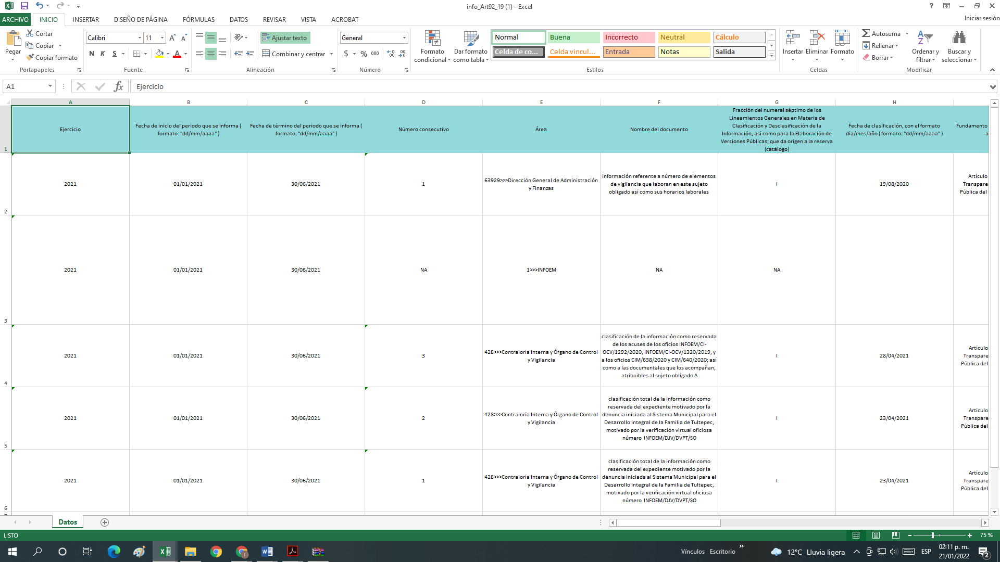 info_Art92_19 (1) - Excel
ARCHIVO INICIO INSERTAR DISEÑO DE PÁGINA FÓRMULAS DATOS REVISAR VISTA ACROBAT Iniciar sesión
Pegar
Cortar
Copiar
Copiar formato
Portapapeles
Calibri 11
N K S
Fuente
Ajustar texto
Combinar y centrar
Alineación
General
$ % 000
Número
Formato
condicional
Dar formato
como tabla
Normal Buena Incorrecto Neutral Cálculo
Celda de co... Celda vincul... Entrada Notas Salida
Estilos
Insertar Eliminar Formato
Celdas
Autosuma
Rellenar
Borrar
Ordenar y
filtrar
Buscar y
seleccionar
Modificar
A1 fx Ejercicio
A B C D E F G H
1
Ejercicio
Fecha de inicio del periodo que se informa (
formato: "dd/mm/aaaa" )
Fecha de término del periodo que se informa (
formato: "dd/mm/aaaa" )
Número consecutivo
Área
Nombre del documento
Fracción del numeral séptimo de los
Lineamientos Generales en Materia de
Clasificación y Desclasificación de la
Información, así como para la Elaboración de
Versiones Públicas; que da origen a la reserva
(catálogo)
Fecha de clasificación, con el formato
día/mes/año ( formato: "dd/mm/aaaa" )
Fundamento
a
2
2021
01/01/2021
30/06/2021
1
63929>>>Dirección General de Administración
y Finanzas
información referente a número de elementos
de vigilancia que laboran en este sujeto
obligado así como sus horarios laborales
I
19/08/2020
Artículo
Transpare
Pública del
3
2021
01/01/2021
30/06/2021
NA
1>>>INFOEM
NA
NA
4
2021
01/01/2021
30/06/2021
3
428>>>Contraloría Interna y Órgano de Control
y Vigilancia
clasificación de la información como reservada
de los acuses de los oficios INFOEM/CI-
OCV/1292/2020, INFOEM/CI-OCV/1320/2019, y
a los oficios CIM/638/2020 y CIM/640/2020; así
como a las documentales que los acompañan,
atribuibles al sujeto obligado A
I
28/04/2021
Artículo
Transpare
Pública del
5
2021
01/01/2021
30/06/2021
2
428>>>Contraloría Interna y Órgano de Control
y Vigilancia
clasificación total de la información como
reservada del expediente motivado por la
denuncia iniciada al Sistema Municipal para el
Desarrollo Integral de la Familia de Tultepec,
motivado por la verificación virtual oficiosa
número INFOEM/DJV/DVPT/SO
I
23/04/2021
Artículo
Transpare
Pública del
6
2021
01/01/2021
30/06/2021
1
428>>>Contraloría Interna y Órgano de Control
y Vigilancia
clasificación total de la información como
reservada del expediente motivado por la
denuncia iniciada al Sistema Municipal para el
Desarrollo Integral de la Familia de Tultepec,
motivado por la verificación virtual oficiosa
número INFOEM/DJV/DVPT/SO
I
23/04/2021
Artículo
Transpare
Pública del
Datos
LISTO 75 %
Vínculos Escritorio » 12°C Lluvia ligera ESP
02:11 p. m.
21/01/2022
2